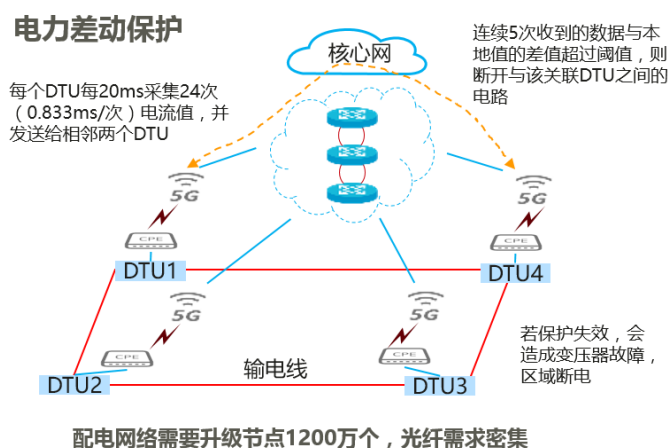 电力差动保护
核心网
连续5次收到的数据与本
地值的差值超过阈值，则
断开与该关联DTU之间的
电路
每个DTU每20ms采集24次
（0.833ms/次）电流值，并
发送给相邻两个DTU
5G
5G
CPE
CPE
DTU1
DTU4
5G
5G
CPE
CPE
若保护失效，会
造成变压器故障，
区域断电
输电线
DTU2
DTU3
配电网络需要升级节点1200万个，光纤需求密集